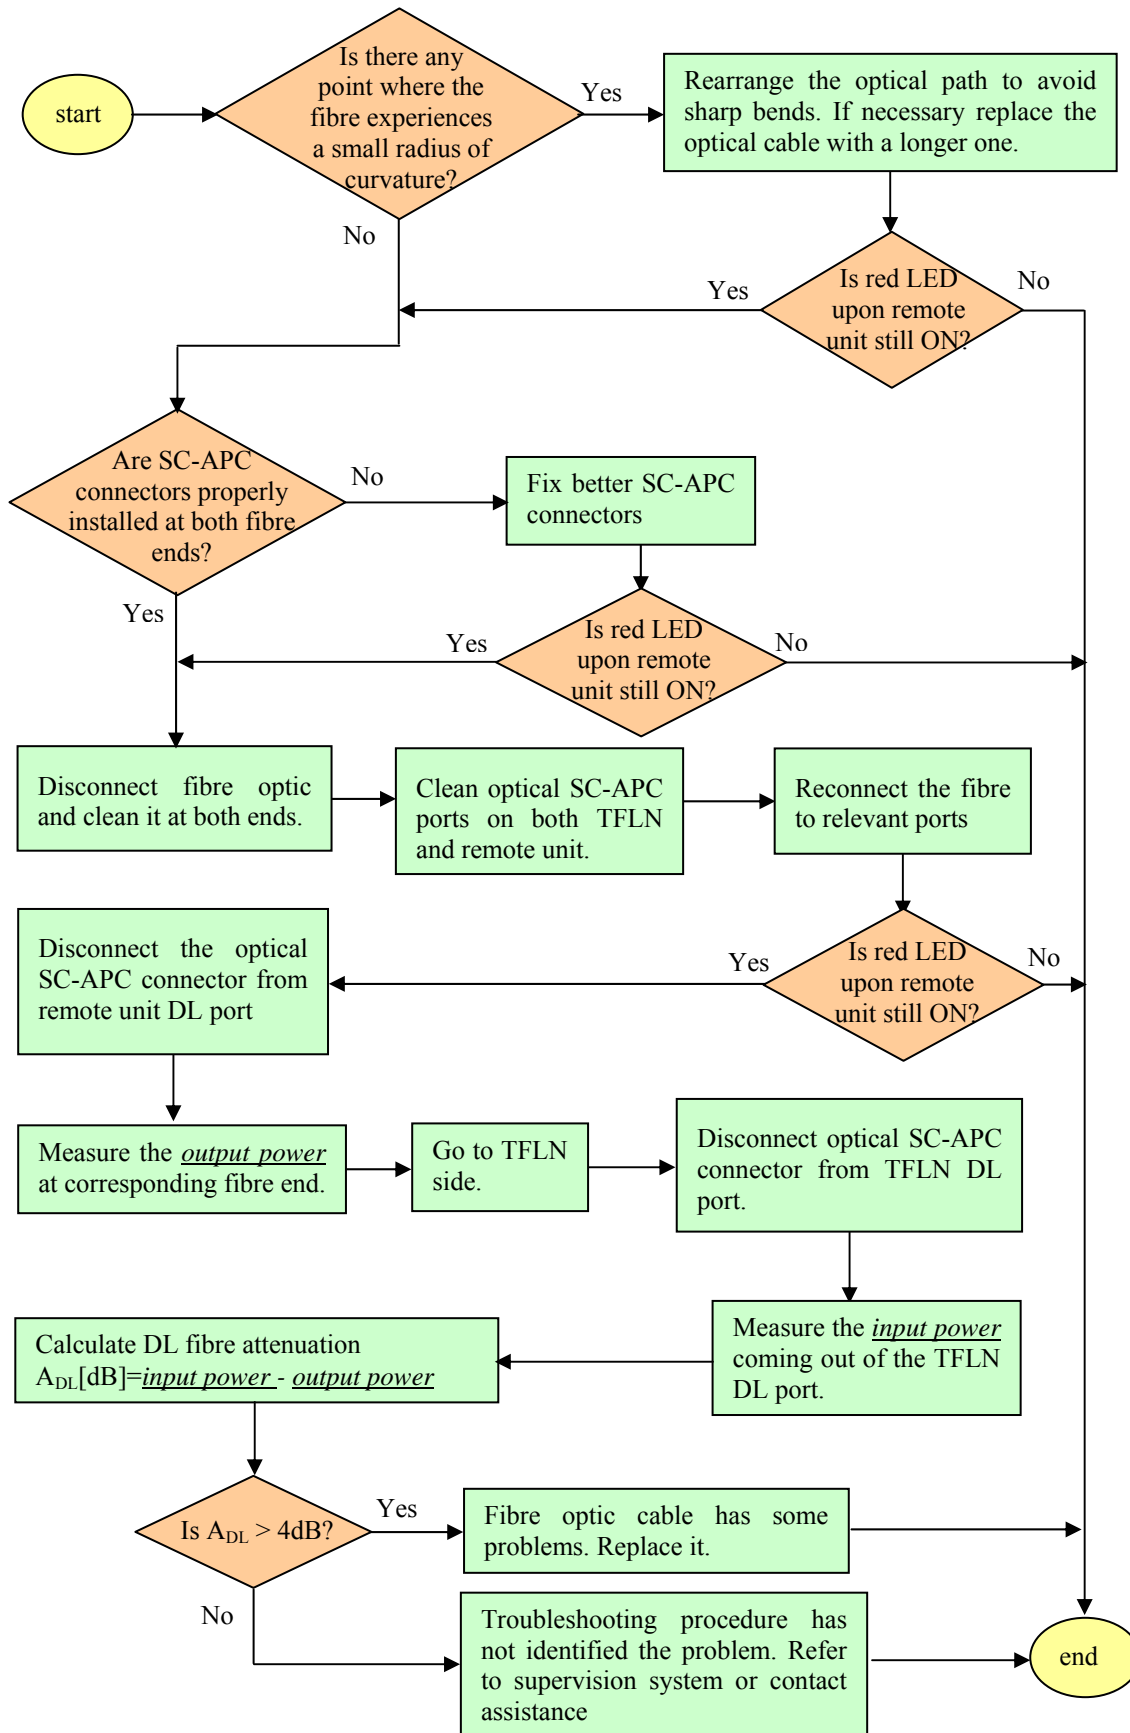 start
Is there any
point where the
fibre experiences
a small radius of
curvature?
Yes
Rearrange the optical path to avoid
sharp bends. If necessary replace the
optical cable with a longer one.
No
Is red LED
upon remote
unit still ON?
Yes
No
Are SC-APC
connectors properly
installed at both fibre
ends?
No
Fix better SC-APC
connectors
Yes
Is red LED
upon remote
unit still ON?
Yes
No
Disconnect fibre optic
and clean it at both ends.
Clean optical SC-APC
ports on both TFLN
and remote unit.
Reconnect the fibre
to relevant ports
Is red LED
upon remote
unit still ON?
Yes
No
Disconnect the optical
SC-APC connector from
remote unit DL port
Measure the output power
at corresponding fibre end.
Go to TFLN
side.
Disconnect optical SC-APC
connector from TFLN DL
port.
Measure the input power
coming out of the TFLN
DL port.
Calculate DL fibre attenuation
ADL[dB]=input power - output power
Is ADL > 4dB?
Yes
Fibre optic cable has some
problems. Replace it.
No
Troubleshooting procedure has
not identified the problem. Refer
to supervision system or contact
assistance
end